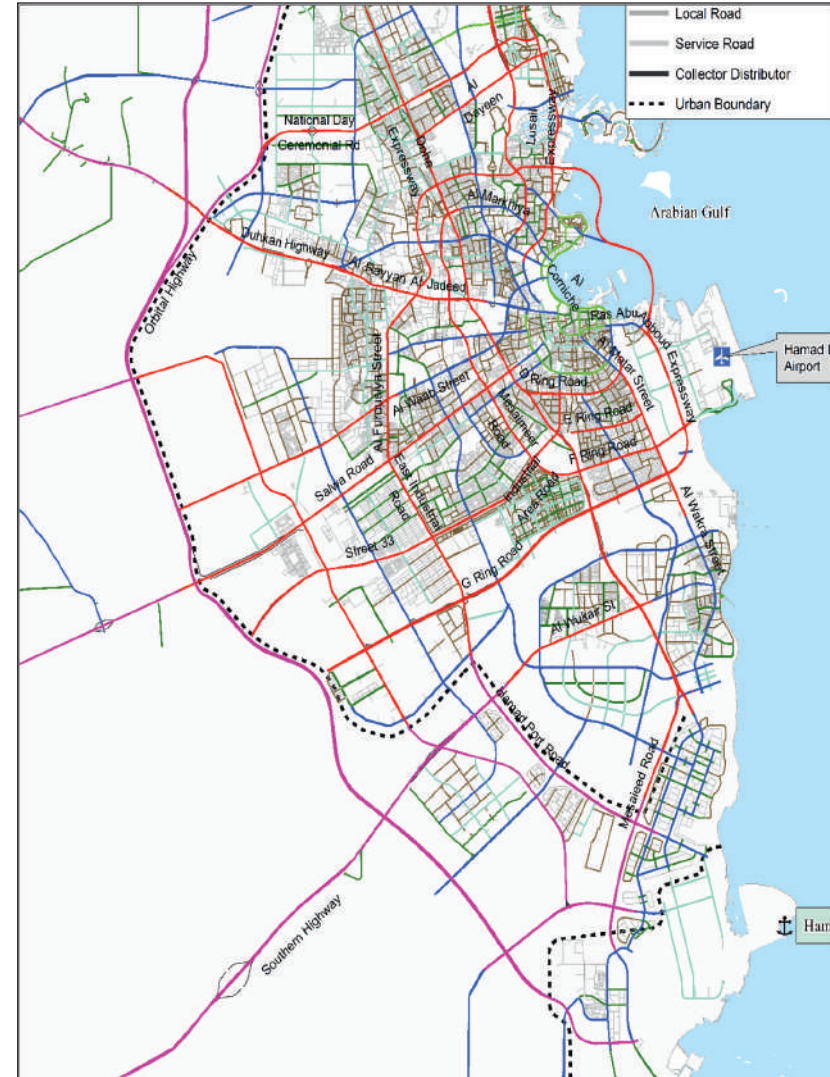 Local Road
Service Road
Collector Distributor
Urban Boundary
National Day
Ceremonial Rd
Al
Dayeen
Lusail
Expressway
Doha
Expressway
Al Markhiya
Arabian Gulf
Duhkan Highway
Al Rayyan Al Jadeed
Al
Corniche
Orbital Highway
Ras Abu Abboud Expressway
Hamad
Airport
Al Matar Street
Al Furousiya Street
Al Waab Street
D Ring Road
E Ring Road
F Ring Road
Mesaimeer
Road
Salwa Road
East Industrial
Road
Industrial
Area Road
Street 33
G Ring Road
Al Wakra Street
Al Wukair St
Hamad Port Road
Mesaieed Road
Southern Highway
Ham